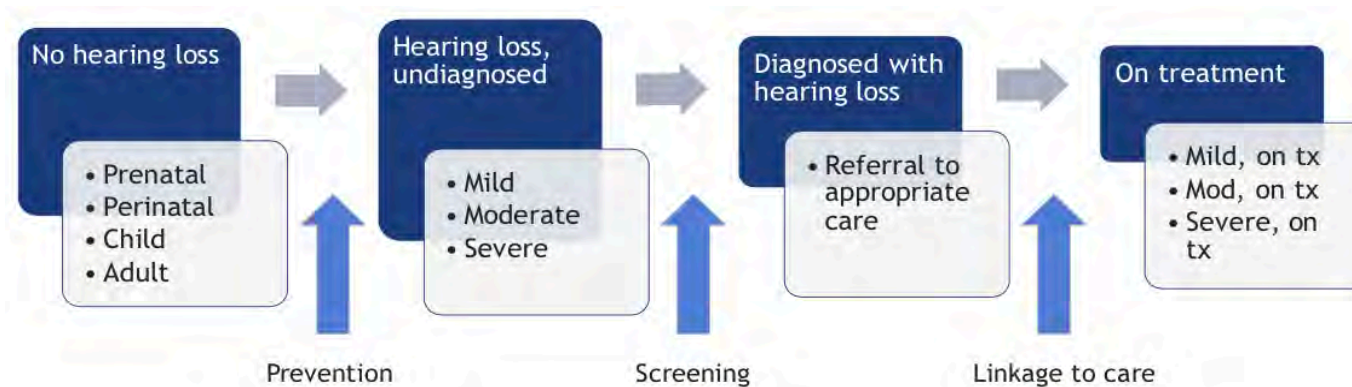 No hearing loss
• Prenatal
• Perinatal
• Child
• Adult
Hearing loss,
undiagnosed
• Mild
• Moderate
• Severe
Diagnosed with
hearing loss
• Referral to
appropriate
care
On treatment
• Mild, on tx
• Mod, on tx
• Severe, on
tx
Prevention
Screening
Linkage to care